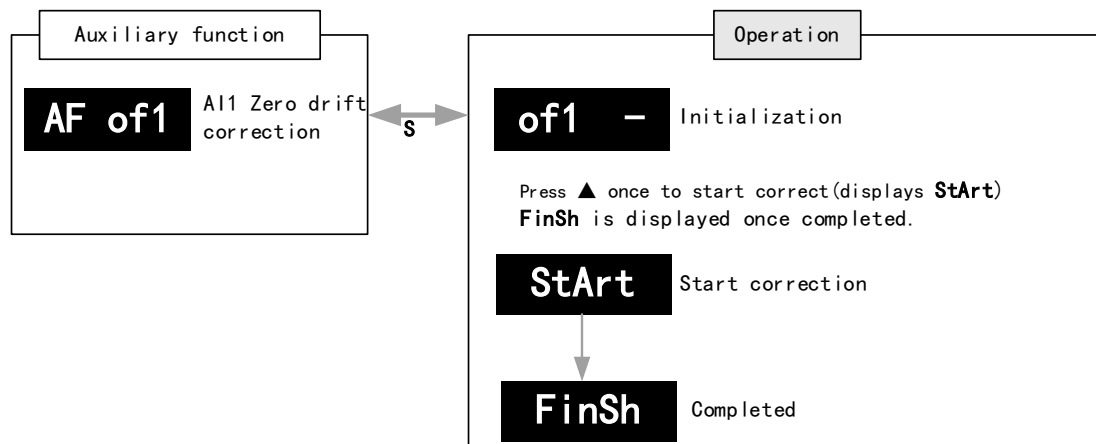 Auxiliary function
AF of1
AI1 Zero drift
correction
S
Operation
of1 -
Initialization
Press ▲ once to start correct(displays StArt)
FinSh is displayed once completed.
StArt
Start correction
FinSh
Completed